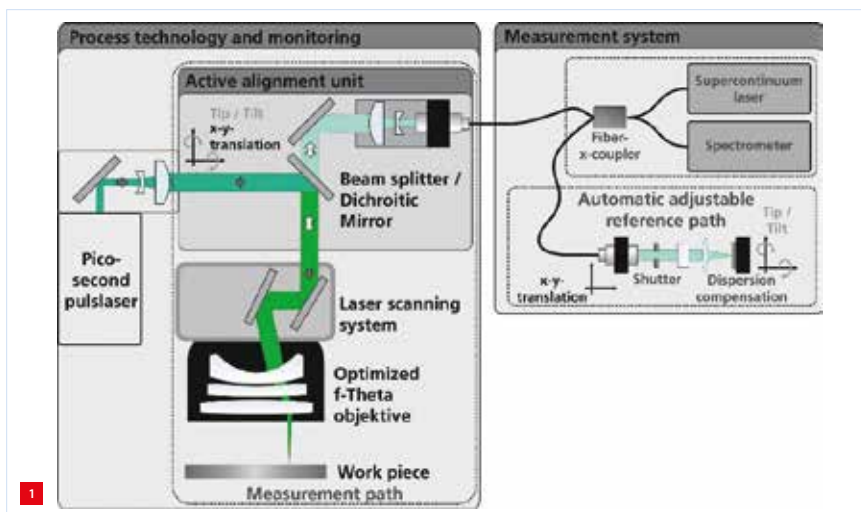 Process technology and monitoring
Active alignment unit
Tip / Tilt
x-y-
translation
Beam splitter /
Dichroitic
Mirror
Pico-
second
pulslaser
Laser scanning
system
Optimized
f-Theta
objektive
Work piece
Measurement path
Measurement system
Supercontinuum
laser
Fiber-
x-coupler
Spectrometer
Automatic adjustable
reference path
Tip /
Tilt
x-y-
translation
Shutter
Dispersion
compensation
1